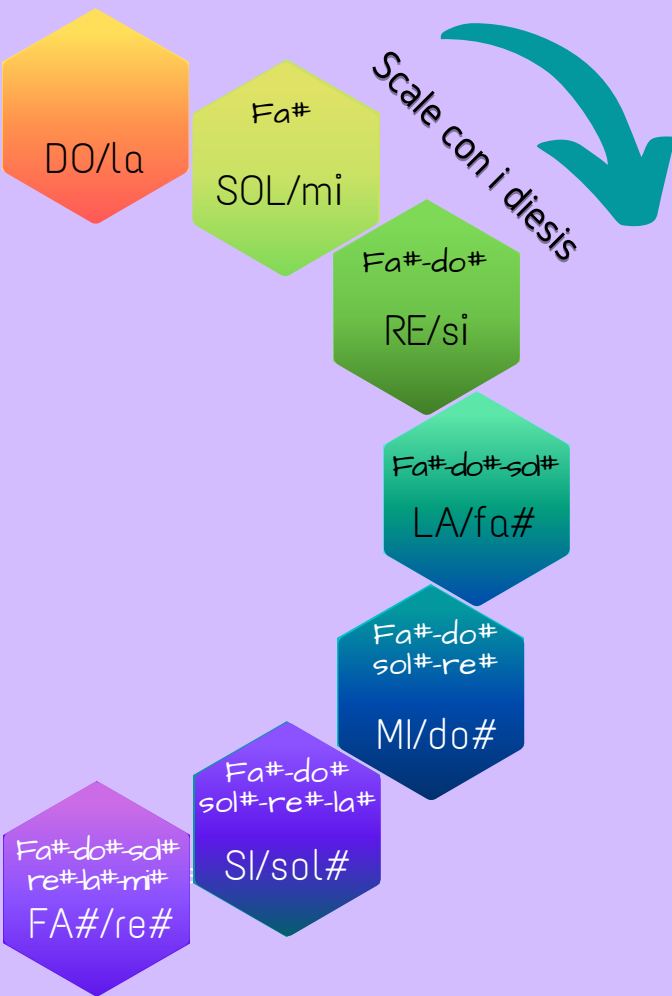 DO/la
Fa#
SOL/mi
Scale con i diesis
Fa#-do#
RE/si
Fa#-do#-sol#
LA/fa#
Fa#-do#
sol#-re#
MI/do#
Fa#-do#
sol#-re#-la#
SI/sol#
Fa#-do#-sol#
re#-la#-mi#
FA#/re#